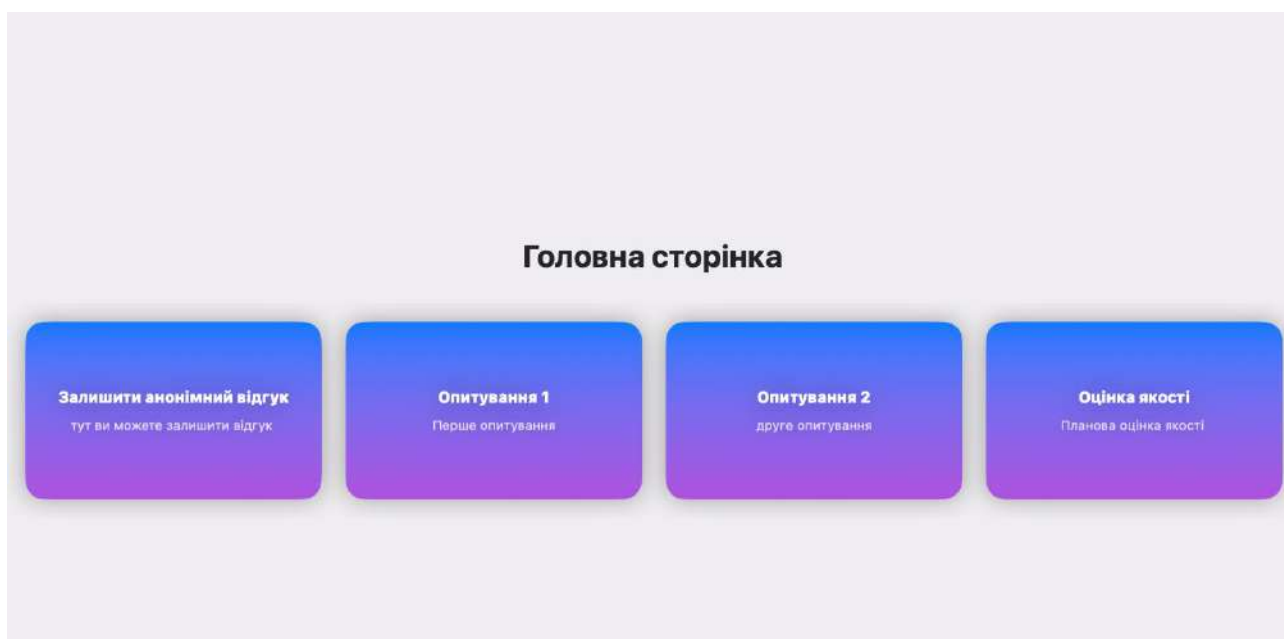 Головна сторінка
Залишити анонімний відгук
тут ви можете залишити відгук
Опитування 1
Перше опитування
Опитування 2
друге опитування
Оцінка якості
Планова оцінка якості